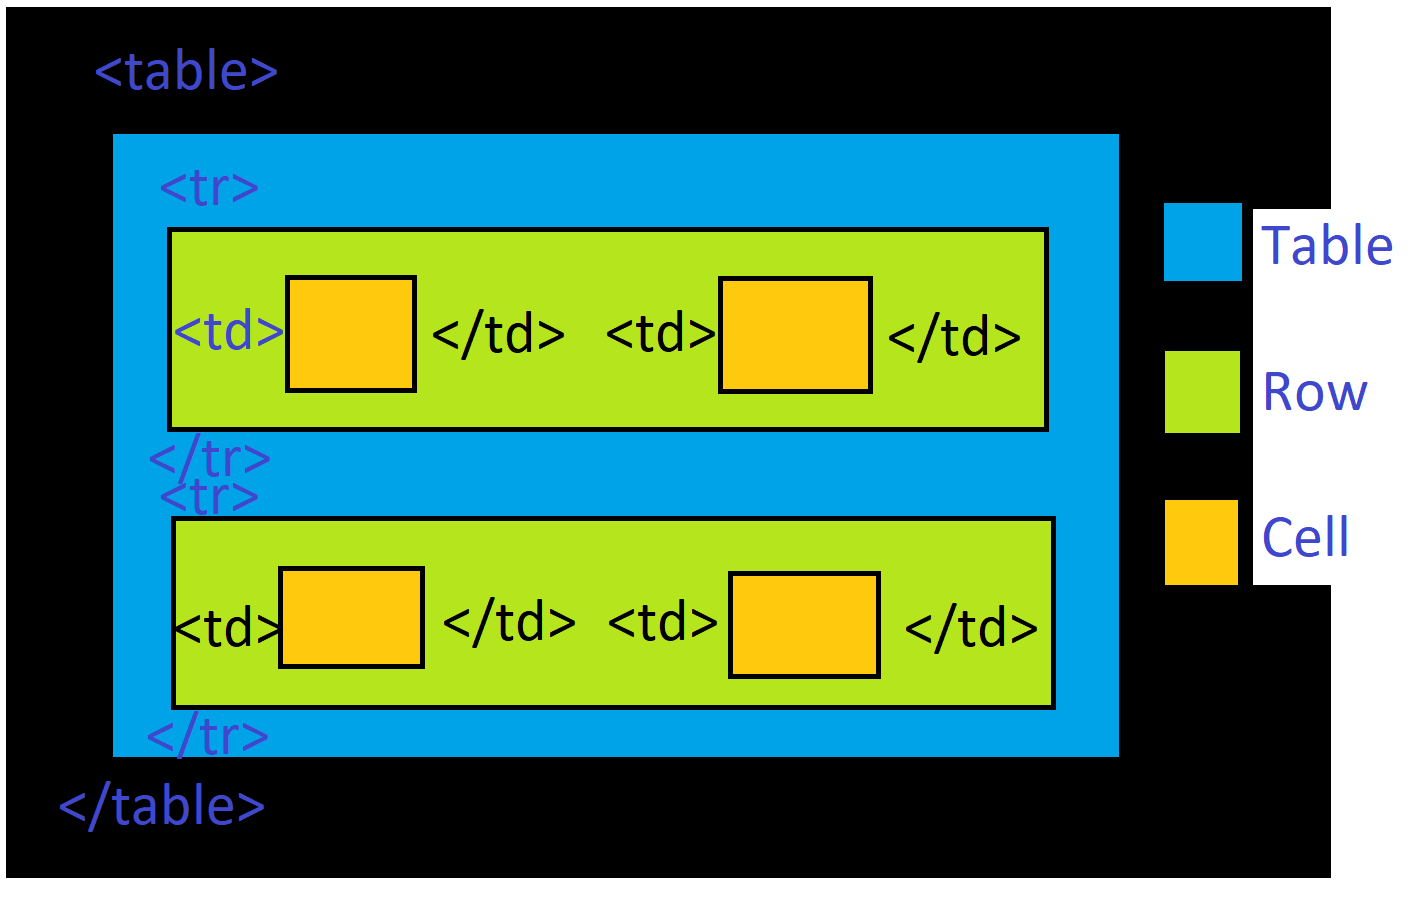 <table>
<tr>
<td> </td> <td> </td>
</tr>
<tr>
<td> </td> <td> </td>
</tr>
</table>
Table
Row
Cell